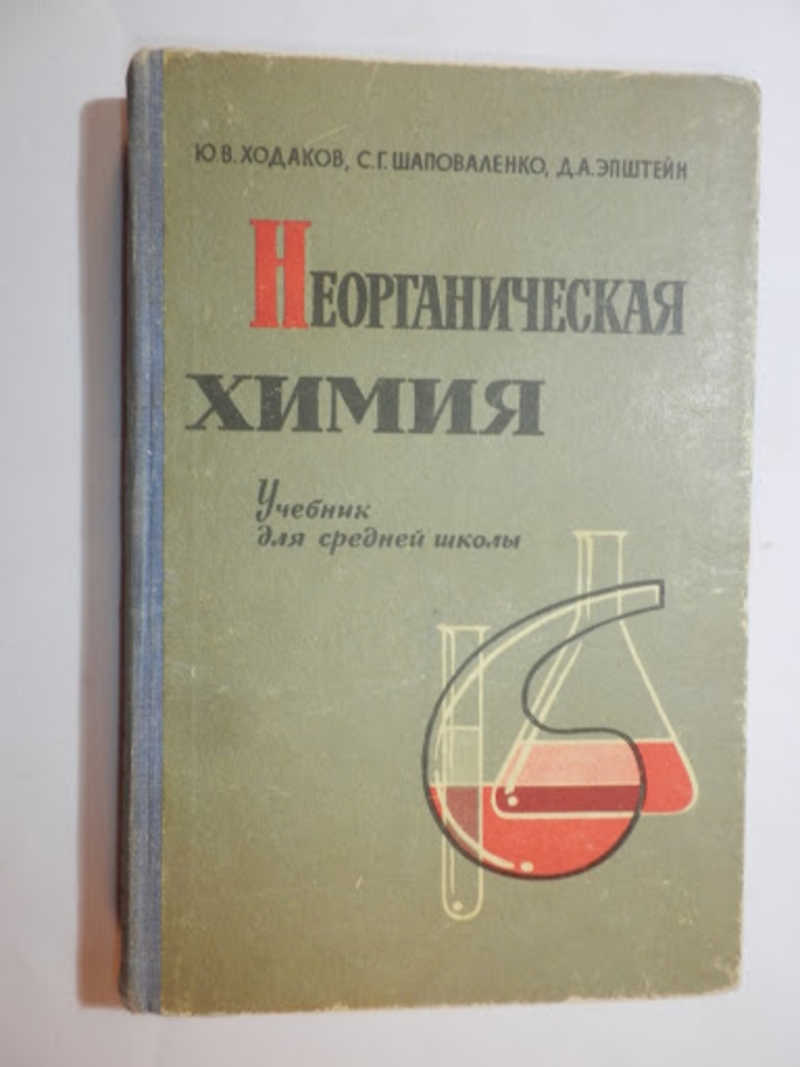 Ю.В. ХОДАКОВ, С.Г. ШАПОВАЛЕНКО, Д.А. ЭПШТЕЙН
НЕОРГАНИЧЕСКАЯ
ХИМИЯ
Учебник
для средней школы